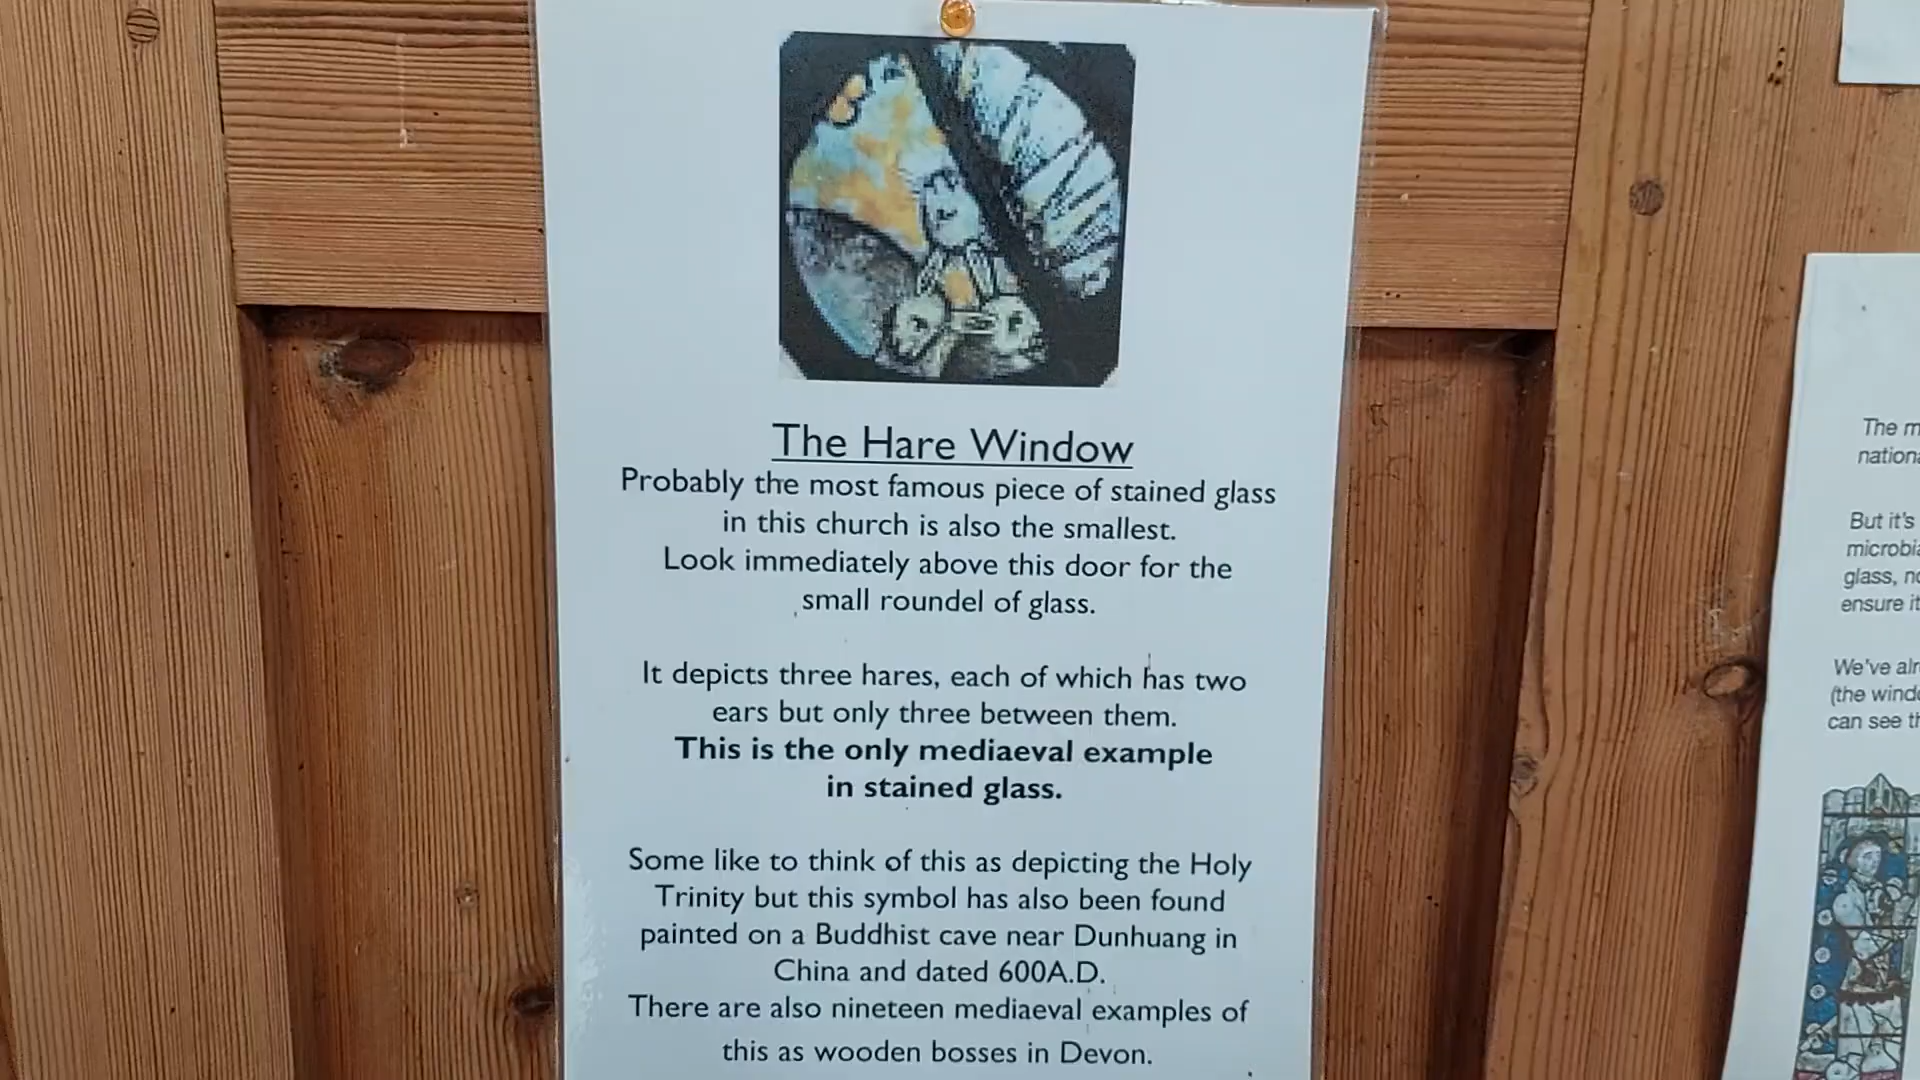 The Hare Window
Probably the most famous piece of stained glass
in this church is also the smallest.
Look immediately above this door for the
small roundel of glass.
It depicts three hares, each of which has two
ears but only three between them.
This is the only mediaeval example
in stained glass.
Some like to think of this as depicting the Holy
Trinity but this symbol has also been found
painted on a Buddhist cave near Dunhuang in
China and dated 600A.D.
There are also nineteen mediaeval examples of
this as wooden bosses in Devon.
The
But it's
glass,
ensure
We've
(the
can see